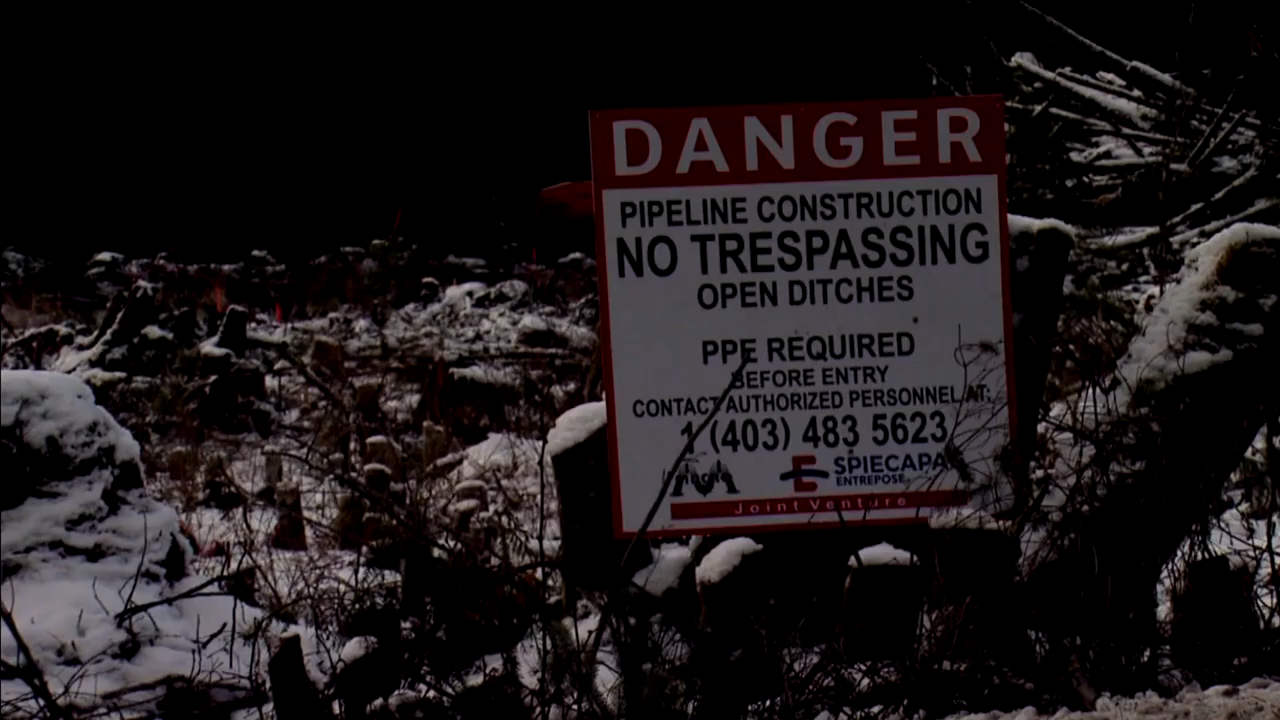 DANGER
PIPELINE CONSTRUCTION
NO TRESPASSING
OPEN DITCHES
PPE REQUIRED
BEFORE ENTRY
CONTACT AUTHORIZED PERSONNEL AT:
1 (403) 483 5623
SPIECAPA
ENTREPOSE
Joint Venture